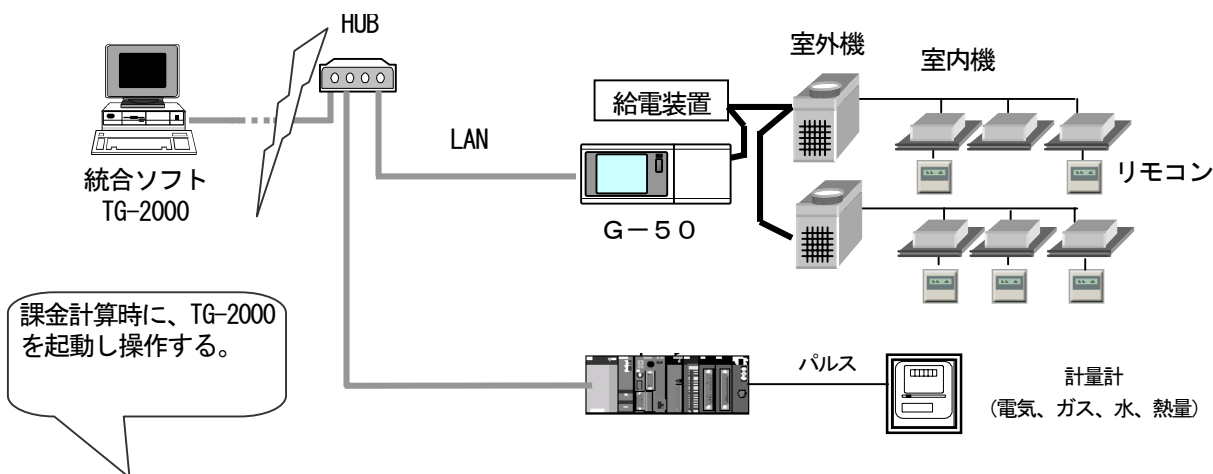 HUB
室外機
室内機
給電装置
LAN
リモコン
統合ソフト
TG-2000
G-50
課金計算時に、TG-2000
を起動し操作する。
パルス
計量計
(電気、ガス、水、熱量)